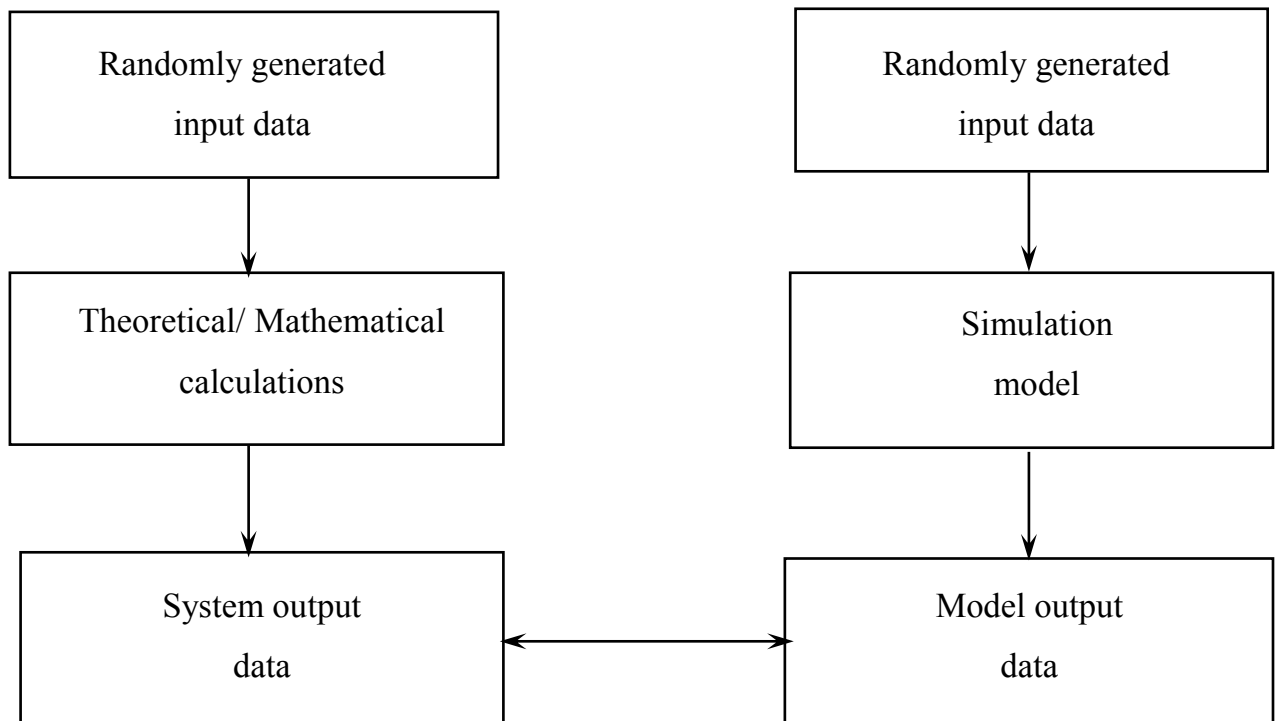 Randomly generated
input data
Randomly generated
input data
Theoretical/ Mathematical
calculations
Simulation
model
System output
data
Model output
data